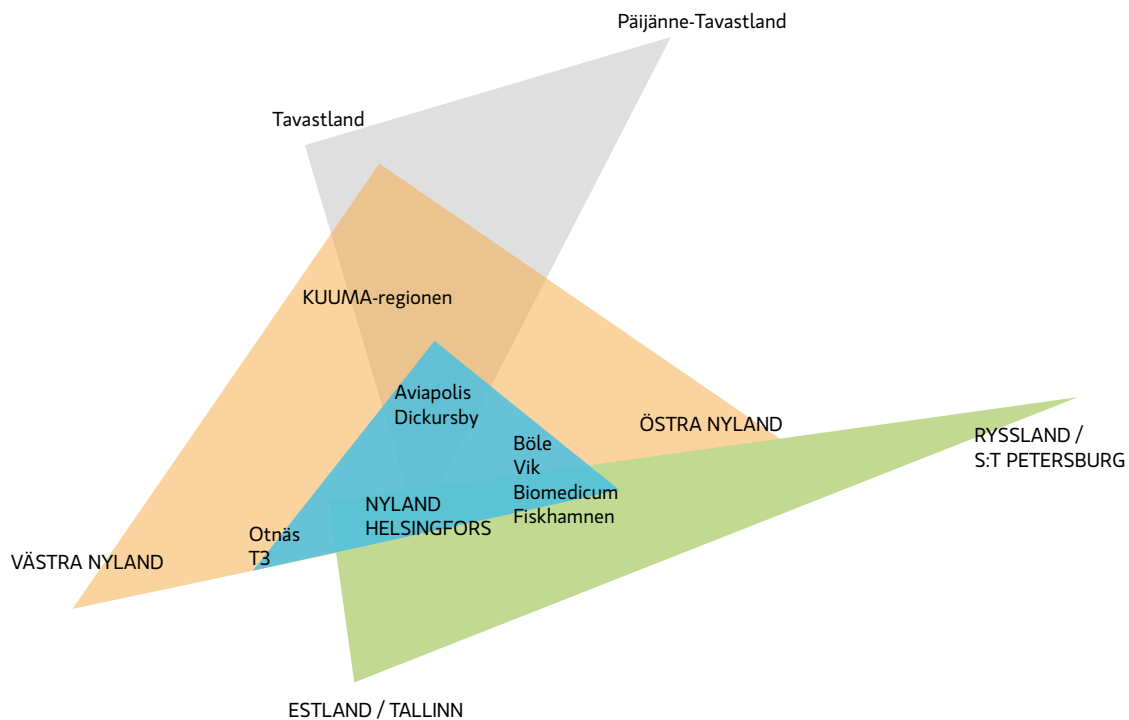 Päijänne-Tavastland
Tavastland
KUUMA-regionen
Aviapolis
Dickursby
ÖSTRA NYLAND
RYSSLAND /
S:T PETERSBURG
Böle
Vik
Biomedicum
Fiskhamnen
NYLAND
HELSINGFORS
Otnäs
T3
VÄSTRA NYLAND
ESTLAND / TALLINN